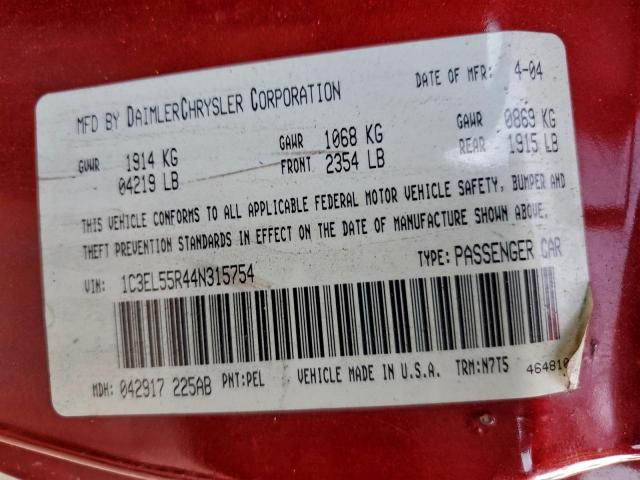 MFD BY DAIMLERCHRYSLER CORPORATION DATE OF MFR: 4-04
GVWR 1914 KG GAWR 1068 KG GAWR 0869 KG
04219 LB FRONT 2354 LB REAR 1915 LB
THIS VEHICLE CONFORMS TO ALL APPLICABLE FEDERAL MOTOR VEHICLE SAFETY, BUMPER AND
THEFT PREVENTION STANDARDS IN EFFECT ON THE DATE OF MANUFACTURE SHOWN ABOVE.
VIN: 1C3EL55R44N315754 TYPE: PASSENGER CAR
MDH: 042917 225AB PNT:PEL VEHICLE MADE IN U.S.A. TRM:N7T5 464810